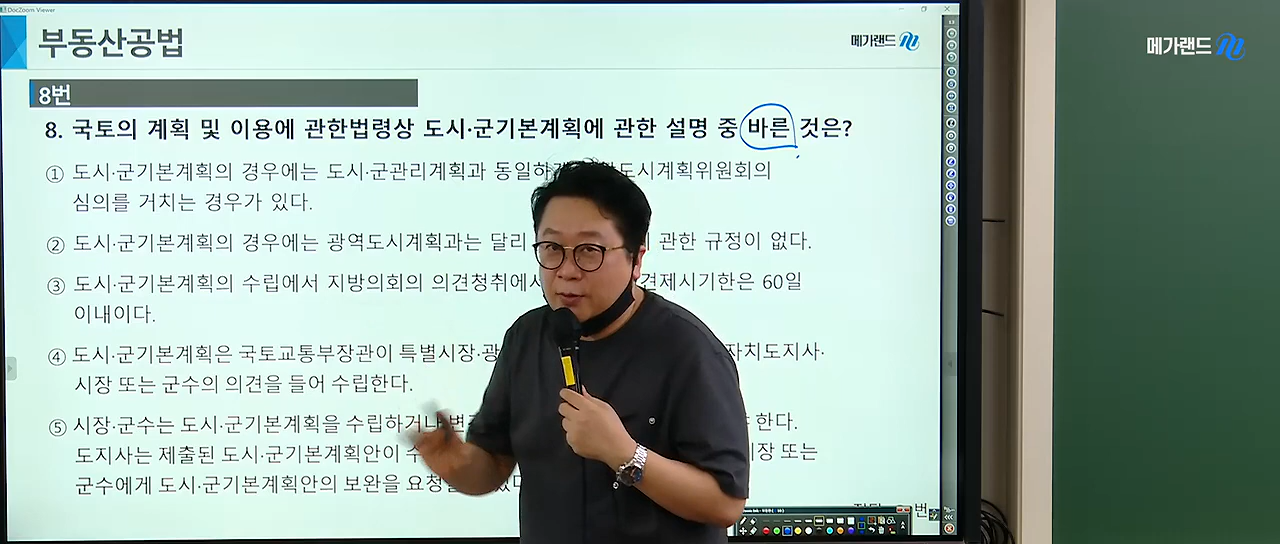 DocZoom Viewer
부동산공법
메가랜드
메가랜드
8번
8. 국토의 계획 및 이용에 관한법령상 도시·군기본계획에 관한 설명 중 바른 것은?
① 도시·군기본계획의 경우에는 도시·군관리계획과 동일하게 도시계획위원회의
심의를 거치는 경우가 있다.
② 도시·군기본계획의 경우에는 광역도시계획과는 달리 관한 규정이 없다.
③ 도시·군기본계획의 수립에서 지방의회의 의견청취에서 견제시기한은 60일
이내이다.
④ 도시·군기본계획은 국토교통부장관이 특별시장·광 자치도지사·
시장 또는 군수의 의견을 들어 수립한다.
⑤ 시장·군수는 도시·군기본계획을 수립하거나 변경 한다.
도지사는 제출된 도시·군기본계획안이 수 시장 또는
군수에게 도시·군기본계획안의 보완을 요청할
번